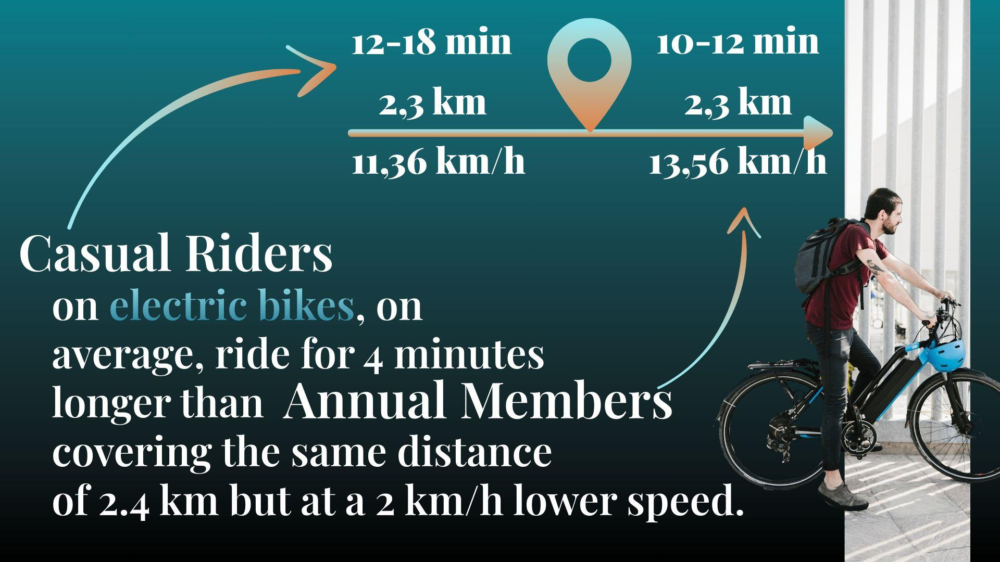 12-18 min
10-12 min
2,3 km
2,3 km
11,36 km/h
13,56 km/h
Casual Riders
on electric bikes, on
average, ride for 4 minutes
longer than Annual Members
covering the same distance
of 2.4 km but at a 2 km/h lower speed.